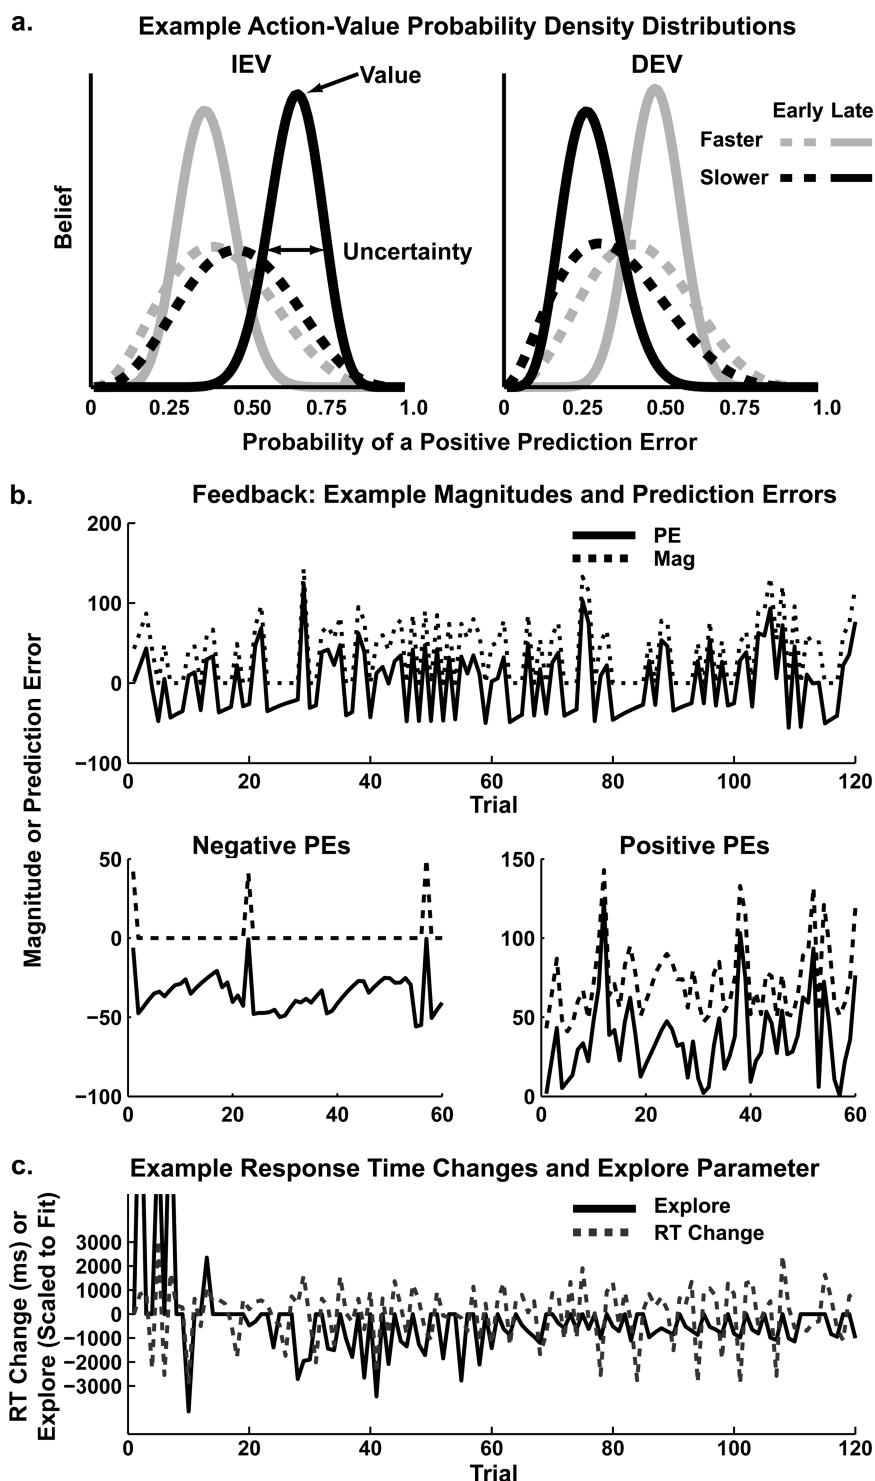 a. Example Action-Value Probability Density Distributions
IEV
DEV
Value
Early Late
Faster
Slower
Belief
Uncertainty
0 0.25 0.50 0.75 1.0
0 0.25 0.50 0.75 1.0
Probability of a Positive Prediction Error
b. Feedback: Example Magnitudes and Prediction Errors
Magnitude or Prediction Error
200
100
0
−100
PE
Mag
0 20 40 60 80 100 120
Trial
Negative PEs
50
0
−50
−100
0 20 40 60
Positive PEs
150
100
50
0
0 20 40 60
c. Example Response Time Changes and Explore Parameter
RT Change (ms) or
Explore (Scaled to Fit)
3000
2000
1000
0
−1000
−2000
−3000
Explore
RT Change
0 20 40 60 80 100 120
Trial